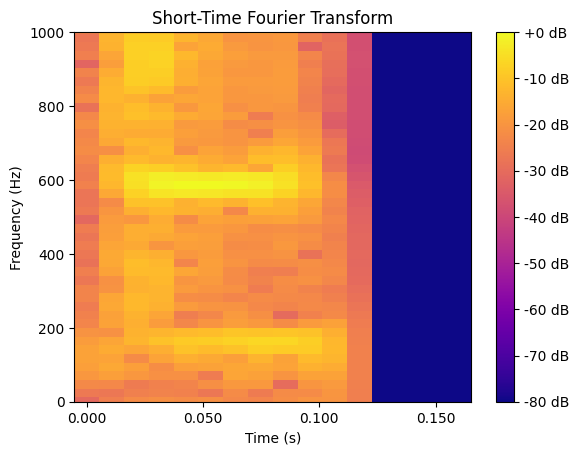 Short-Time Fourier Transform
Frequency (Hz)
1000
800
600
400
200
0
0.000
0.050
0.100
0.150
Time (s)
+0 dB
-10 dB
-20 dB
-30 dB
-40 dB
-50 dB
-60 dB
-70 dB
-80 dB